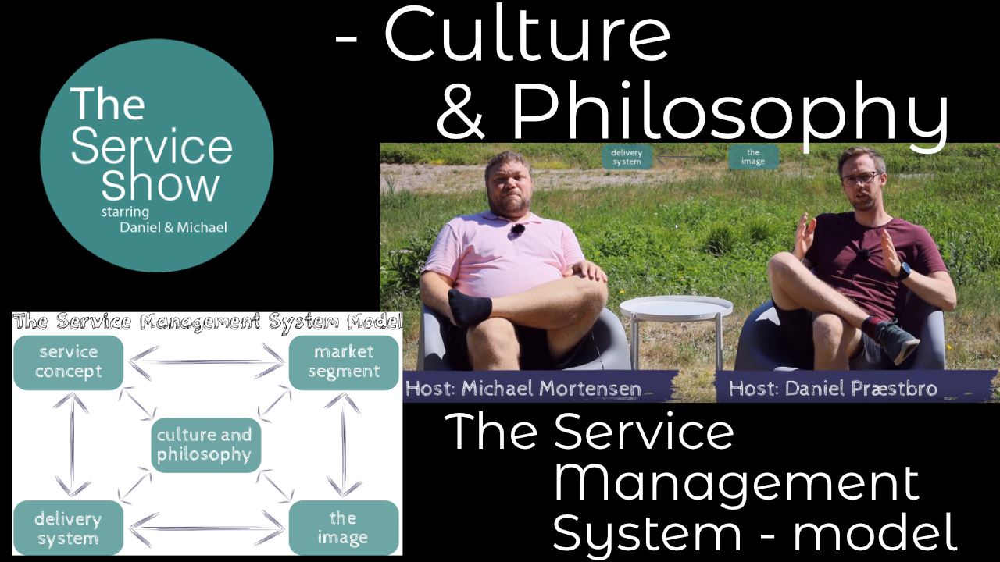 - Culture
& Philosophy
The
Service
Show
starring
Daniel & Michael
delivery
system
the
image
Host: Michael Mortensen
Host: Daniel Præstbro
The Service Management System Model
service
concept
market
segment
culture and
philosophy
delivery
system
the
image
The Service
Management
System - model